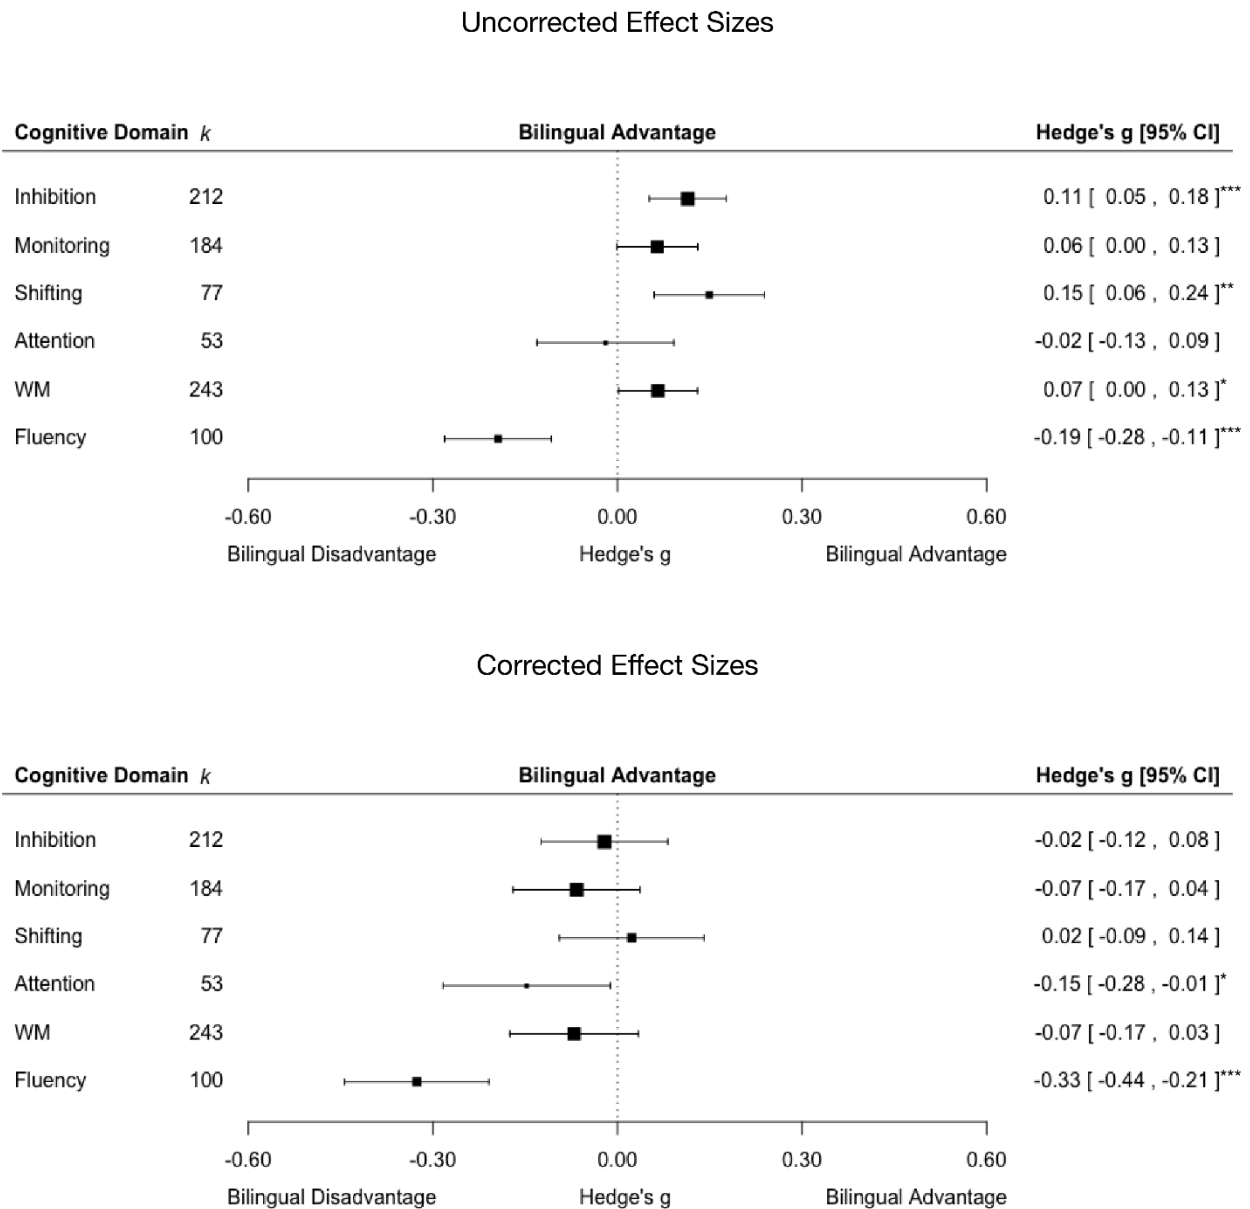 Uncorrected Effect Sizes
Cognitive Domain k Bilingual Advantage Hedge's g [95% CI]
Inhibition 212 0.11 [ 0.05 , 0.18 ]***
Monitoring 184 0.06 [ 0.00 , 0.13 ]
Shifting 77 0.15 [ 0.06 , 0.24 ]**
Attention 53 -0.02 [ -0.13 , 0.09 ]
WM 243 0.07 [ 0.00 , 0.13 ]*
Fluency 100 -0.19 [ -0.28 , -0.11 ]***
-0.60 -0.30 0.00 0.30 0.60
Bilingual Disadvantage Hedge's g Bilingual Advantage
Corrected Effect Sizes
Cognitive Domain k Bilingual Advantage Hedge's g [95% CI]
Inhibition 212 -0.02 [ -0.12 , 0.08 ]
Monitoring 184 -0.07 [ -0.17 , 0.04 ]
Shifting 77 0.02 [ -0.09 , 0.14 ]
Attention 53 -0.15 [ -0.28 , -0.01 ]*
WM 243 -0.07 [ -0.17 , 0.03 ]
Fluency 100 -0.33 [ -0.44 , -0.21 ]***
-0.60 -0.30 0.00 0.30 0.60
Bilingual Disadvantage Hedge's g Bilingual Advantage